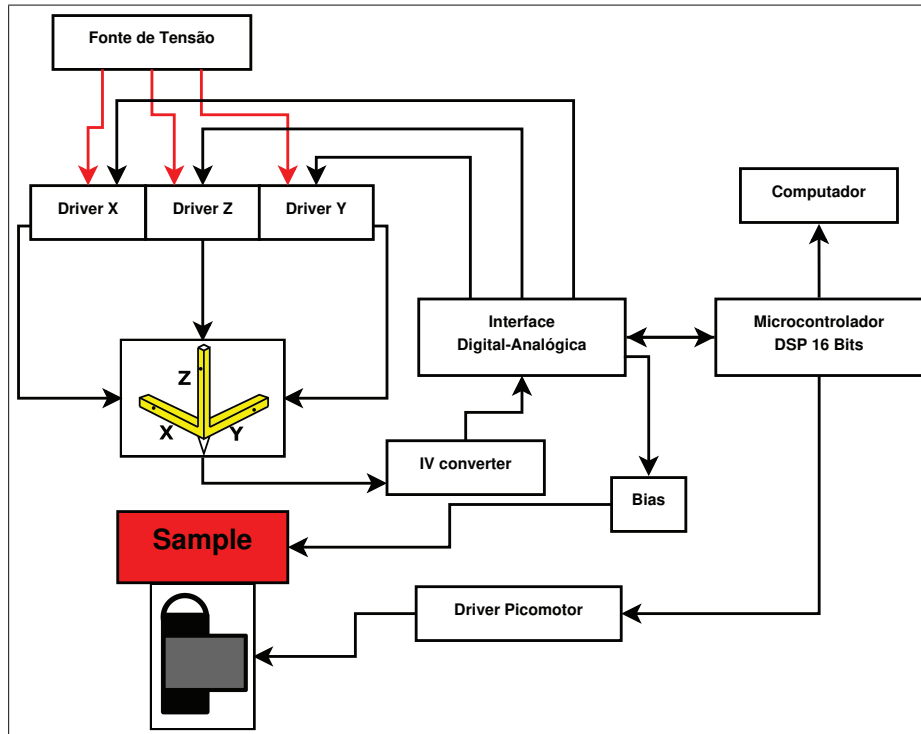 Fonte de Tensão
Driver X
Driver Z
Driver Y
Computador
Interface
Digital-Analógica
Microcontrolador
DSP 16 Bits
Z
X
Y
IV converter
Bias
Sample
Driver Picomotor